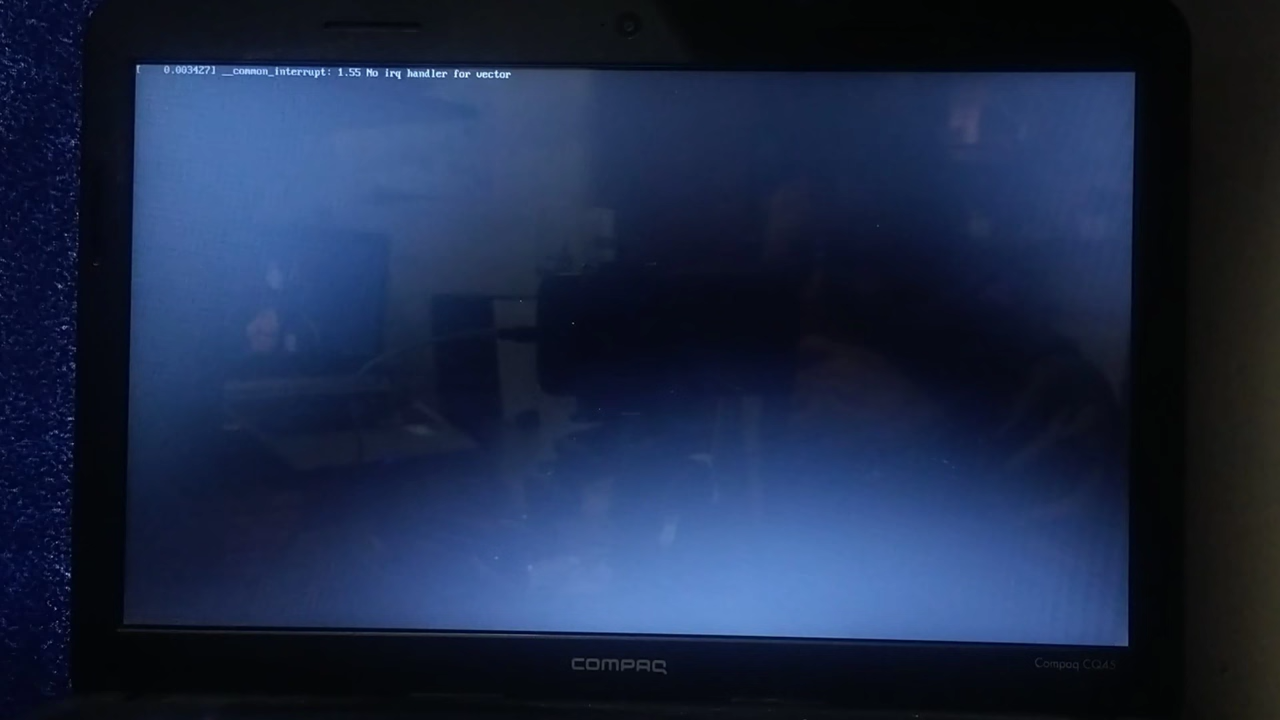 [    0.003427] __common_interrupt: 1.55 No irq handler for vector
COMPAQ
Compaq CQ45